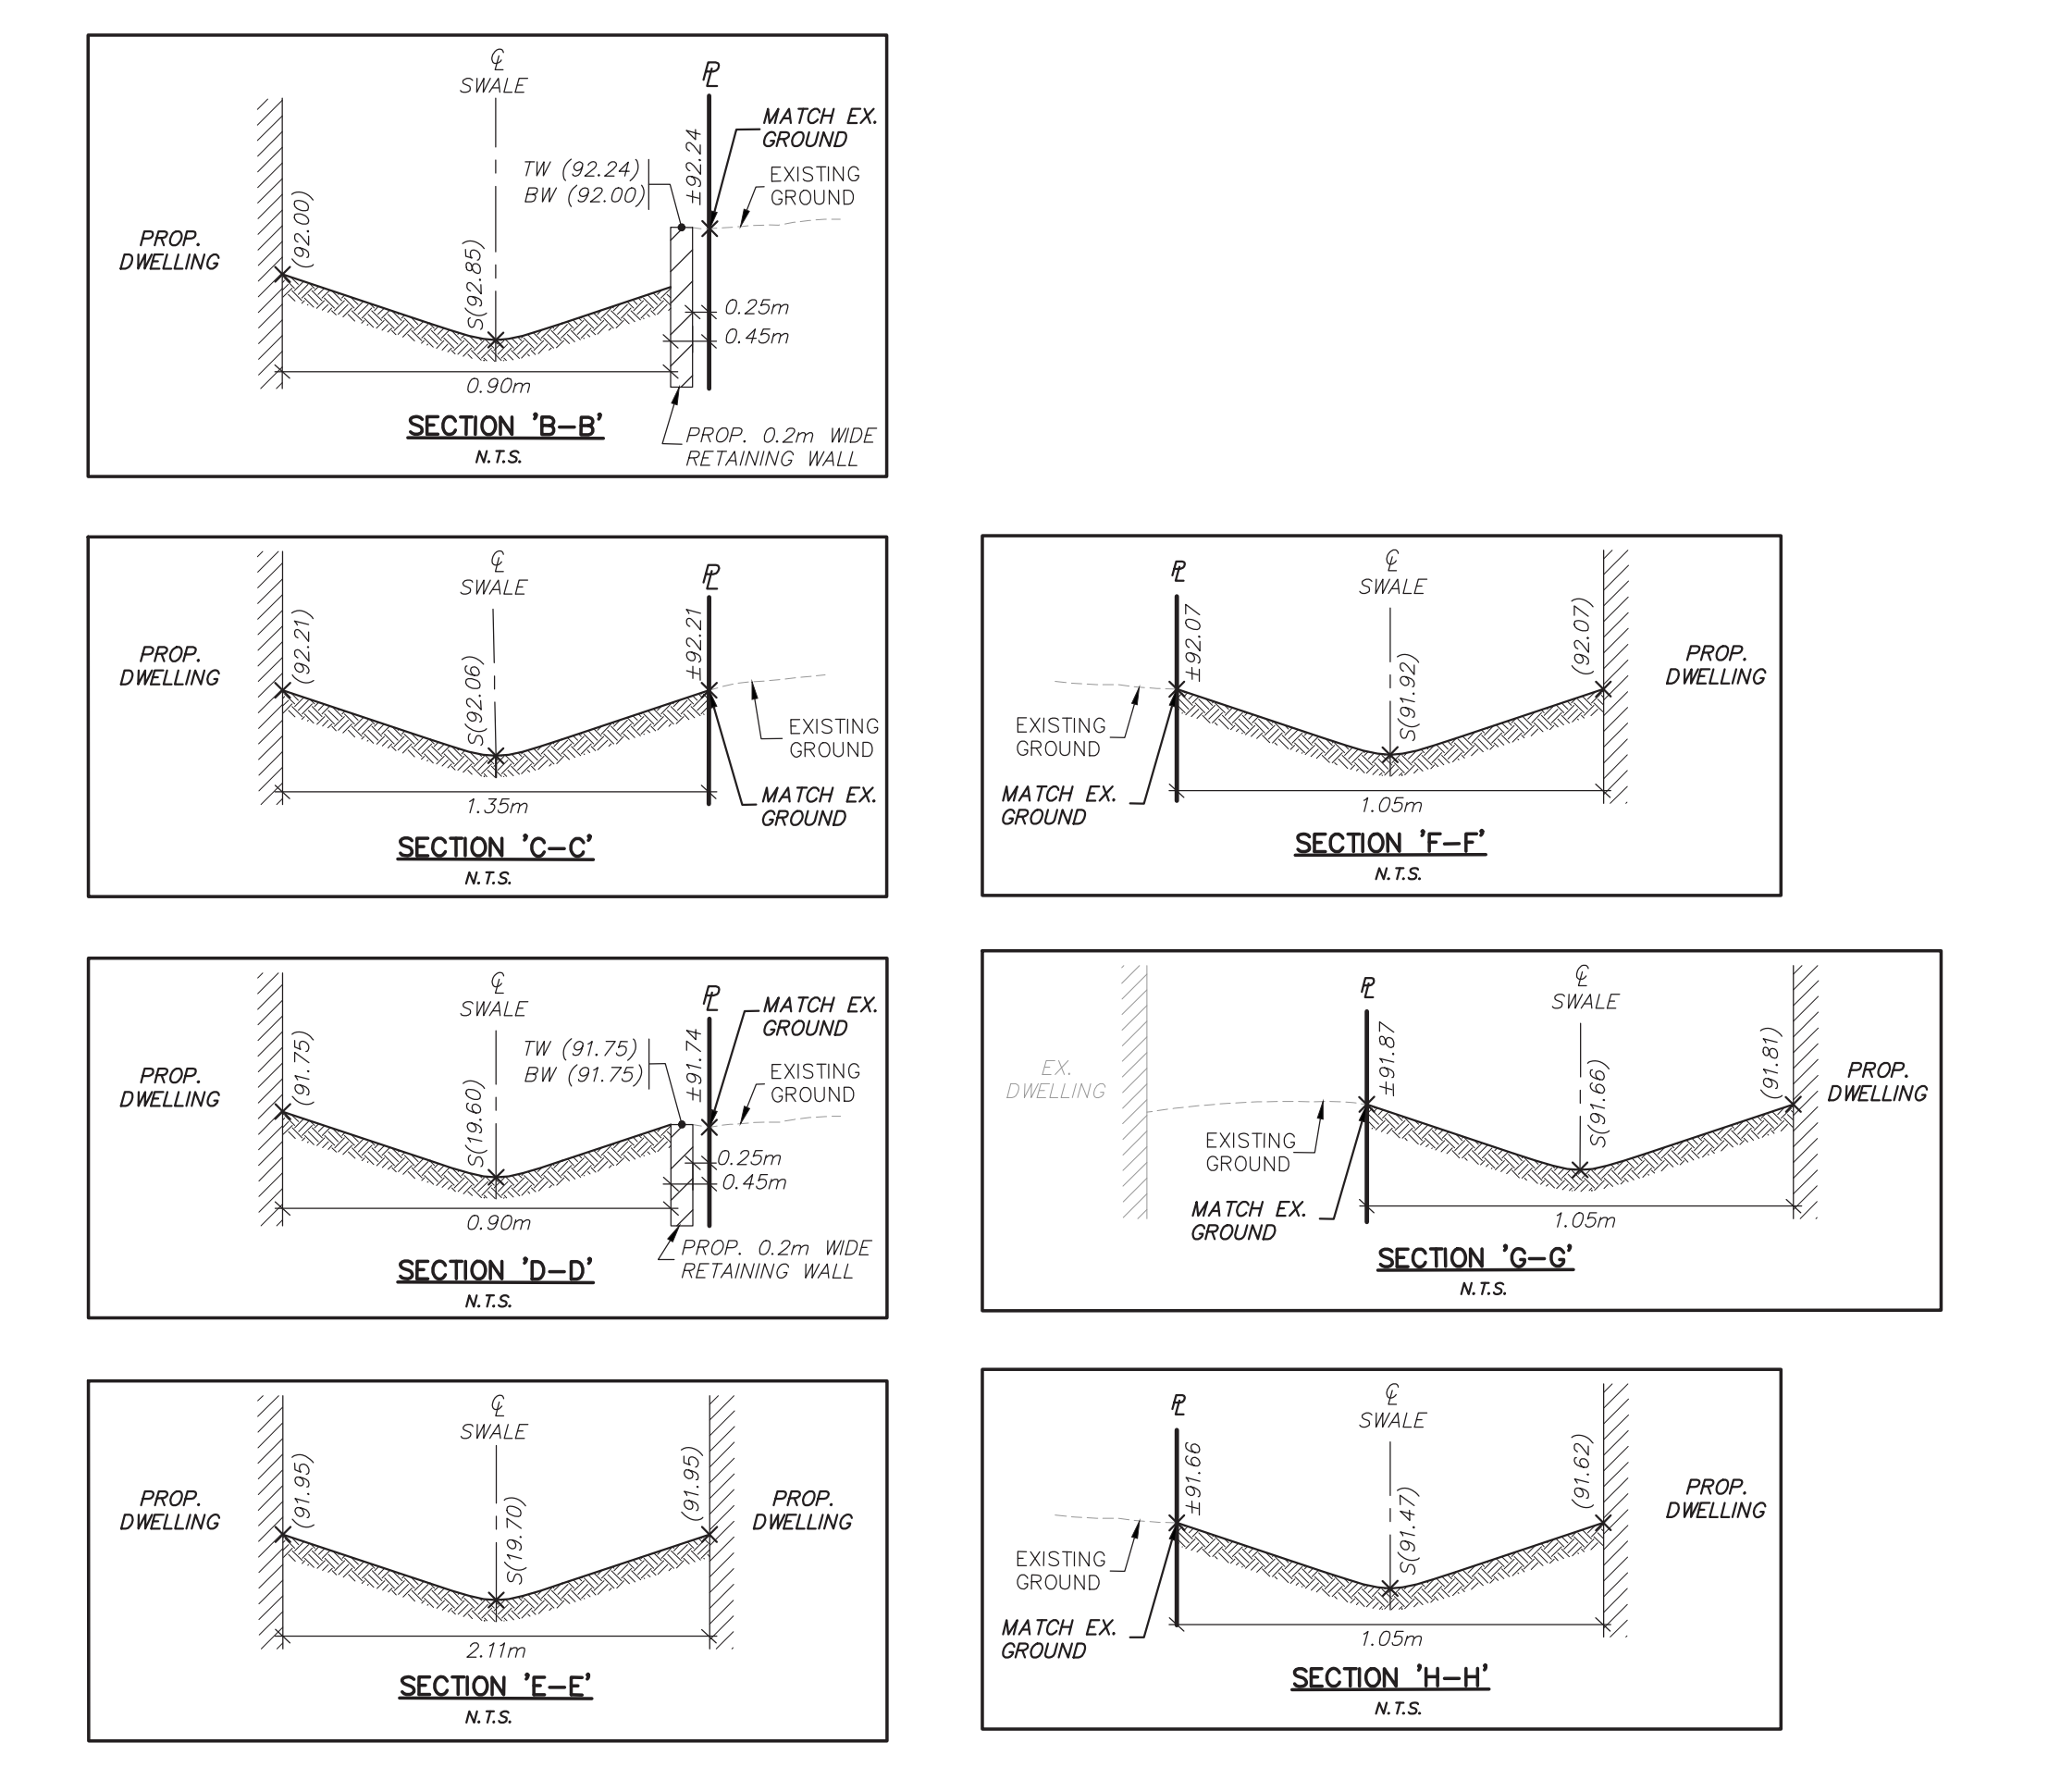 ℄
SWALE
ℙL
MATCH EX.
GROUND
±92.24
TW (92.24)
BW (92.00)
EXISTING
GROUND
(92.00)
PROP.
DWELLING
S(92.85)
0.25m
0.45m
0.90m
SECTION 'B-B'
N.T.S.
PROP. 0.2m WIDE
RETAINING WALL
℄
SWALE
ℙL
(92.21)
±92.21
PROP.
DWELLING
S(92.06)
EXISTING
GROUND
MATCH EX.
GROUND
1.35m
SECTION 'C-C'
N.T.S.
℄
SWALE
ℙL
±92.07
(92.07)
PROP.
DWELLING
S(91.92)
EXISTING
GROUND
MATCH EX.
GROUND
1.05m
SECTION 'F-F'
N.T.S.
℄
SWALE
ℙL
MATCH EX.
GROUND
±91.74
TW (91.75)
BW (91.75)
EXISTING
GROUND
(91.75)
PROP.
DWELLING
S(19.60)
0.25m
0.45m
0.90m
PROP. 0.2m WIDE
RETAINING WALL
SECTION 'D-D'
N.T.S.
℄
SWALE
ℙL
±91.87
(91.81)
EX.
DWELLING
PROP.
DWELLING
S(91.66)
EXISTING
GROUND
MATCH EX.
GROUND
1.05m
SECTION 'G-G'
N.T.S.
℄
SWALE
(91.95)
(91.95)
PROP.
DWELLING
PROP.
DWELLING
S(19.70)
2.11m
SECTION 'E-E'
N.T.S.
℄
SWALE
ℙL
±91.66
(91.62)
PROP.
DWELLING
S(91.47)
EXISTING
GROUND
MATCH EX.
GROUND
1.05m
SECTION 'H-H'
N.T.S.